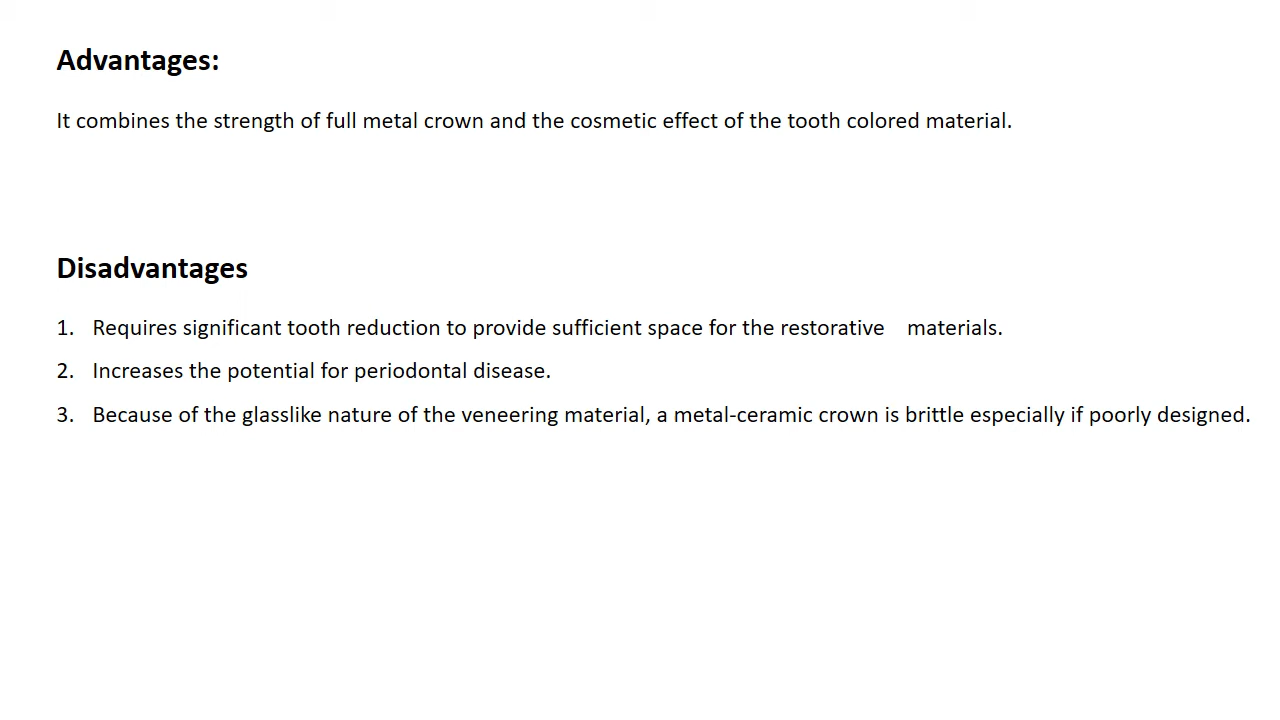 Advantages:
It combines the strength of full metal crown and the cosmetic effect of the tooth colored material.
Disadvantages
1. Requires significant tooth reduction to provide sufficient space for the restorative materials.
2. Increases the potential for periodontal disease.
3. Because of the glasslike nature of the veneering material, a metal-ceramic crown is brittle especially if poorly designed.